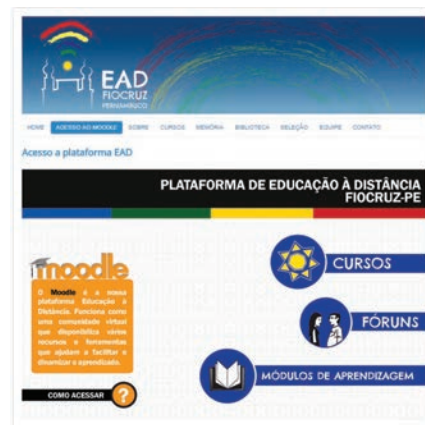 EAD
FIOCRUZ
PERNAMBUCO
HOME ACESSO AO MOODLE SOBRE CURSOS MEMÓRIA BIBLIOTECA SELEÇÃO EQUIPE CONTATO
Acesso a plataforma EAD
PLATAFORMA DE EDUCAÇÃO À DISTÂNCIA
FIOCRUZ-PE
moodle
O Moodle é a nossa
plataforma Educação à
Distância. Funciona como
uma comunidade virtual
que disponibiliza vários
recursos e ferramentas
que ajudam a facilitar e
dinamizar o aprendizado.
COMO ACESSAR ?
CURSOS
FÓRUNS
MÓDULOS DE APRENDIZAGEM